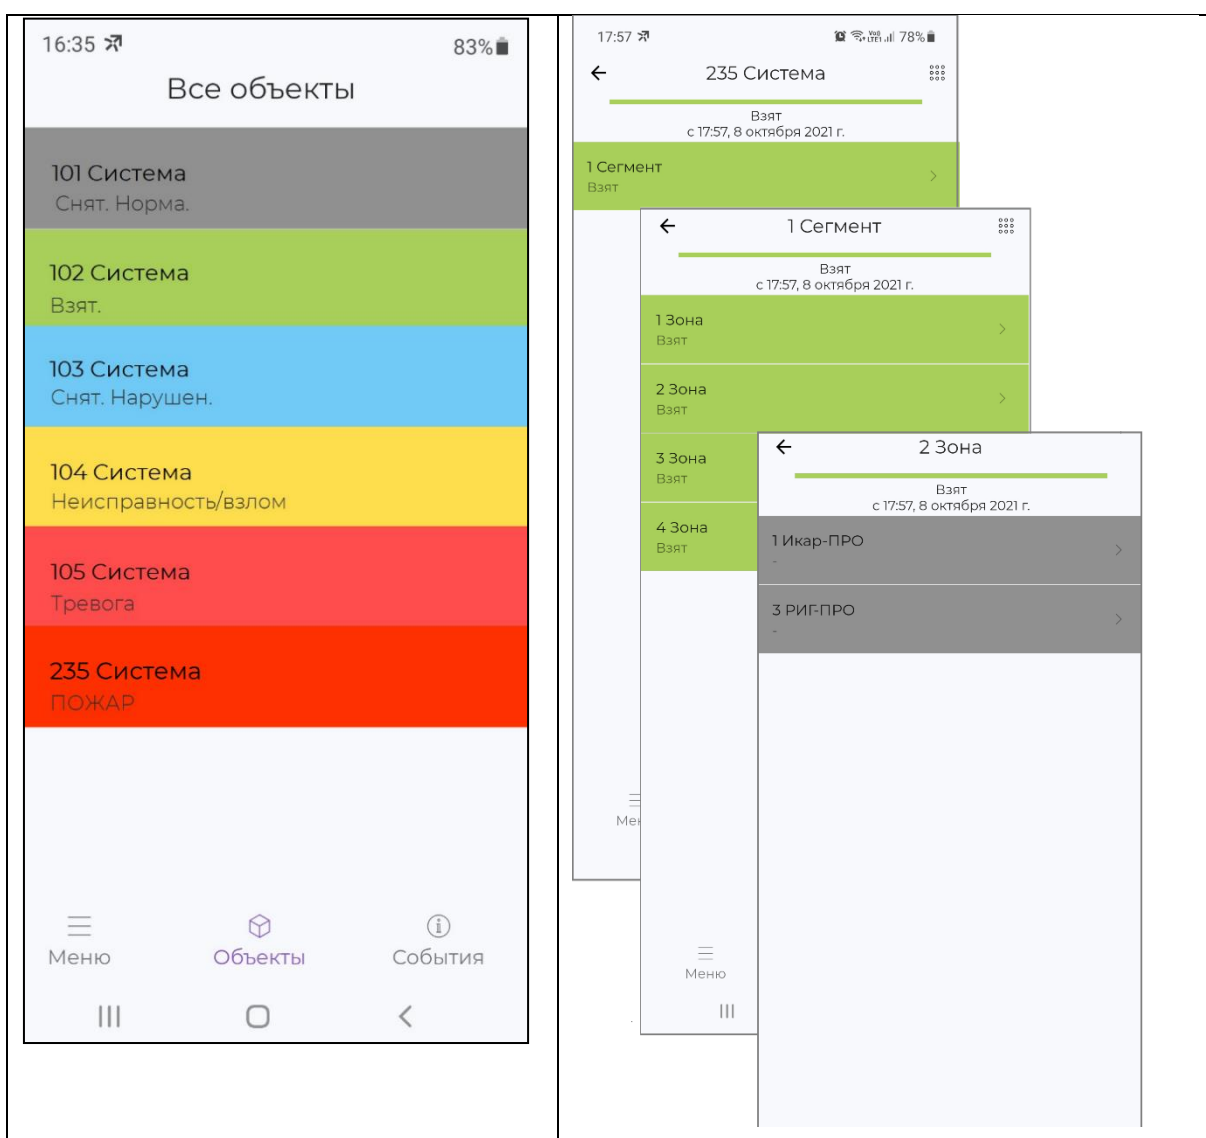 16:35
83%
Все объекты
101 Система
Снят. Норма.
102 Система
Взят.
103 Система
Снят. Нарушен.
104 Система
Неисправность/взлом
105 Система
Тревога
235 Система
ПОЖАР
Меню
Объекты
События
17:57
78%
235 Система
Взят
с 17:57, 8 октября 2021 г.
1 Сегмент
Взят
1 Сегмент
Взят
с 17:57, 8 октября 2021 г.
1 Зона
Взят
2 Зона
Взят
3 Зона
Взят
4 Зона
Взят
Меню
2 Зона
Взят
с 17:57, 8 октября 2021 г.
1 Икар-ПРО
-
3 РИГ-ПРО
-